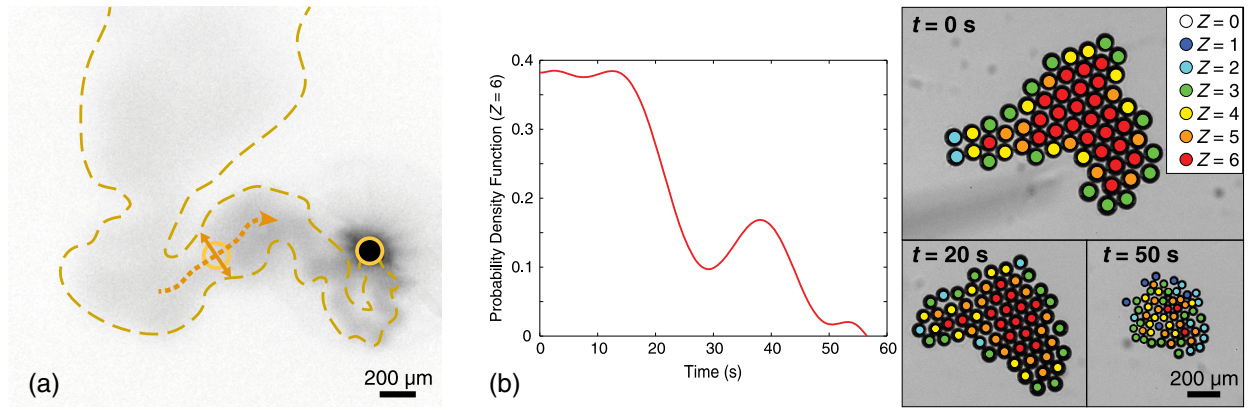 (a)
200 μm
Probability Density Function (Z = 6)
0.4
0.3
0.2
0.1
0
0
10
20
30
40
50
60
Time (s)
(b)
t = 0 s
Z = 0
Z = 1
Z = 2
Z = 3
Z = 4
Z = 5
Z = 6
t = 20 s
t = 50 s
200 μm